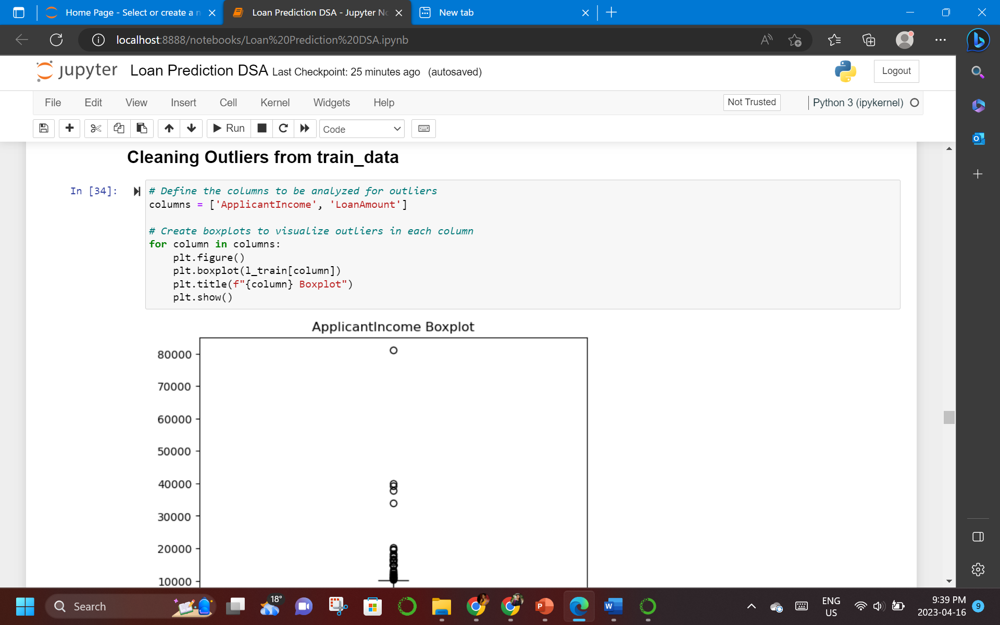 Home Page - Select or create a n
Loan Prediction DSA - Jupyter No
New tab
localhost:8888/notebooks/Loan%20Prediction%20DSA.ipynb
jupyter Loan Prediction DSA Last Checkpoint: 25 minutes ago (autosaved)
Logout
File Edit View Insert Cell Kernel Widgets Help
Not Trusted
Python 3 (ipykernel)
Run
Code
Cleaning Outliers from train_data
In [34]:
# Define the columns to be analyzed for outliers
columns = ['ApplicantIncome', 'LoanAmount']
# Create boxplots to visualize outliers in each column
for column in columns:
plt.figure()
plt.boxplot(l_train[column])
plt.title(f"{column} Boxplot")
plt.show()
ApplicantIncome Boxplot
80000
70000
60000
50000
40000
30000
20000
10000
Search
18°
ENG
US
9:39 PM
2023-04-16
9